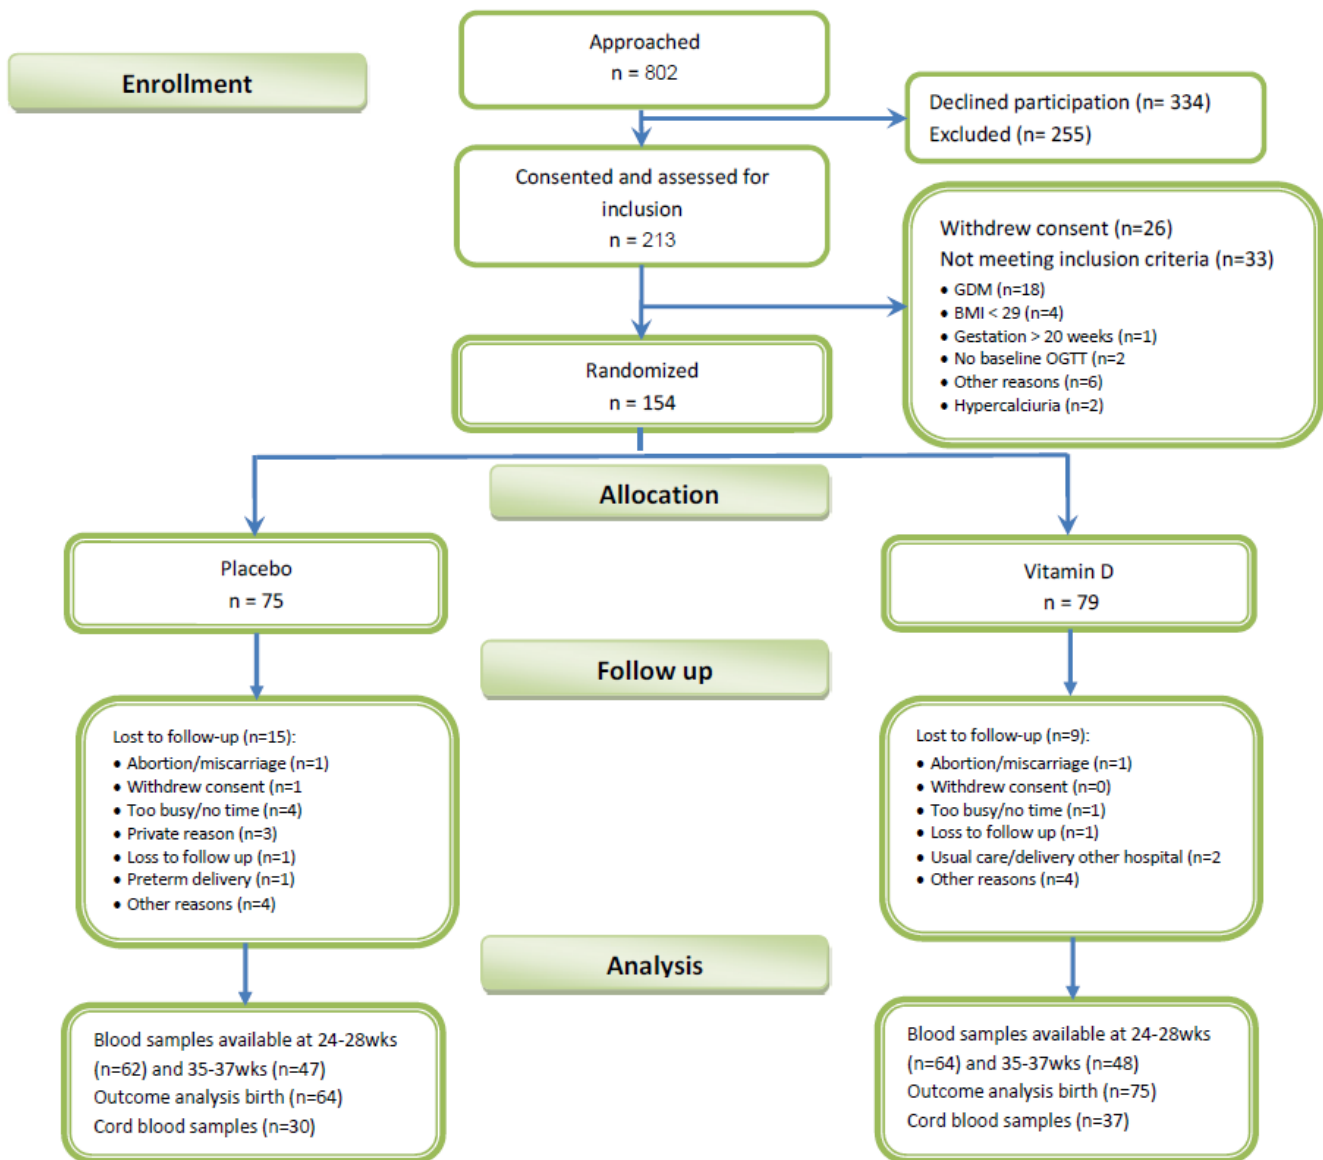 Enrollment
Approached
n = 802
Declined participation (n= 334)
Excluded (n= 255)
Consented and assessed for
inclusion
n = 213
Withdrew consent (n=26)
Not meeting inclusion criteria (n=33)
• GDM (n=18)
• BMI < 29 (n=4)
• Gestation > 20 weeks (n=1)
• No baseline OGTT (n=2
• Other reasons (n=6)
• Hypercalciuria (n=2)
Randomized
n = 154
Allocation
Placebo
n = 75
Vitamin D
n = 79
Follow up
Lost to follow-up (n=15):
• Abortion/miscarriage (n=1)
• Withdrew consent (n=1
• Too busy/no time (n=4)
• Private reason (n=3)
• Loss to follow up (n=1)
• Preterm delivery (n=1)
• Other reasons (n=4)
Lost to follow-up (n=9):
• Abortion/miscarriage (n=1)
• Withdrew consent (n=0)
• Too busy/no time (n=1)
• Loss to follow up (n=1)
• Usual care/delivery other hospital (n=2
• Other reasons (n=4)
Analysis
Blood samples available at 24-28wks
(n=62) and 35-37wks (n=47)
Outcome analysis birth (n=64)
Cord blood samples (n=30)
Blood samples available at 24-28wks
(n=64) and 35-37wks (n=48)
Outcome analysis birth (n=75)
Cord blood samples (n=37)